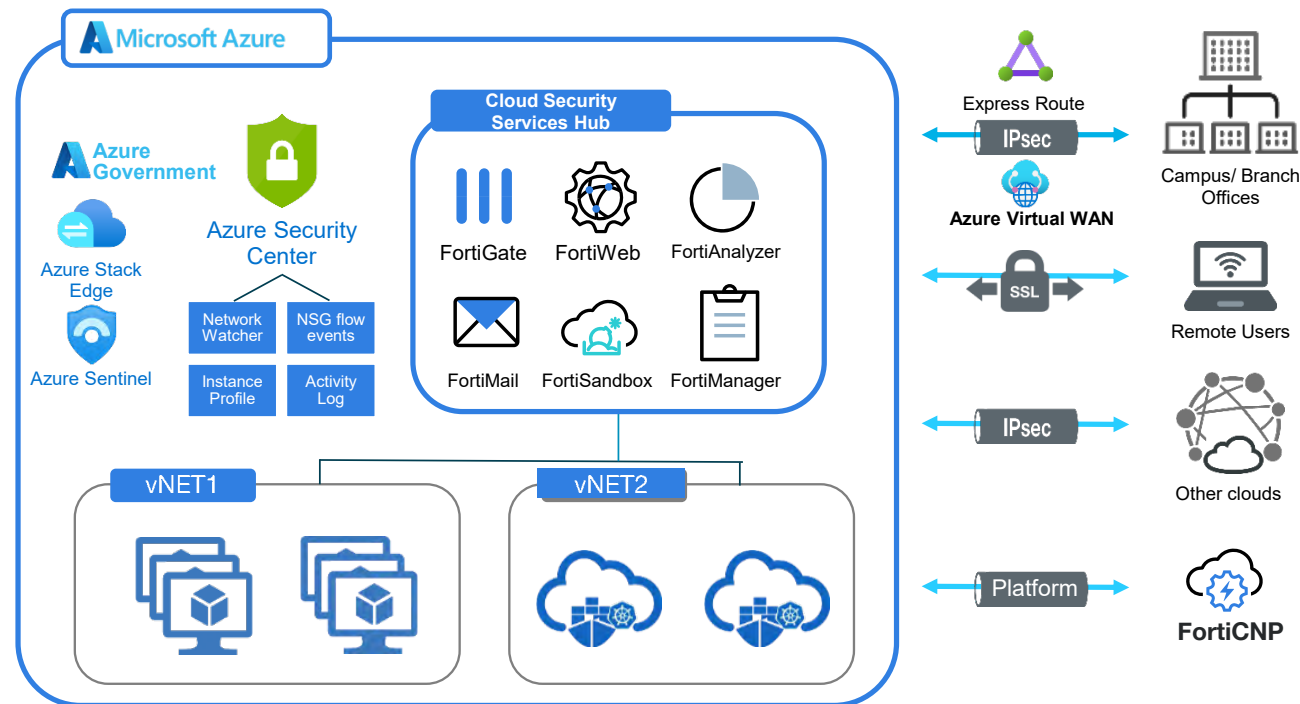 Microsoft Azure
Cloud Security
Services Hub
Azure
Government
Azure Stack
Edge
Azure Sentinel
Azure Security
Center
Network
Watcher
NSG flow
events
Instance
Profile
Activity
Log
FortiGate
FortiWeb
FortiAnalyzer
FortiMail
FortiSandbox
FortiManager
vNET1
vNET2
Express Route
IPsec
Azure Virtual WAN
Campus/ Branch
Offices
SSL
Remote Users
IPsec
Other clouds
Platform
FortiCNP